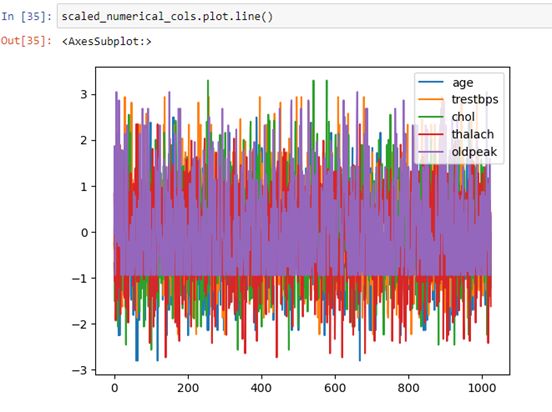 In [35]: scaled_numerical_cols.plot.line()
Out[35]: <AxesSubplot:>
age
trestbps
chol
thalach
oldpeak
3
2
1
0
−1
−2
−3
0 200 400 600 800 1000